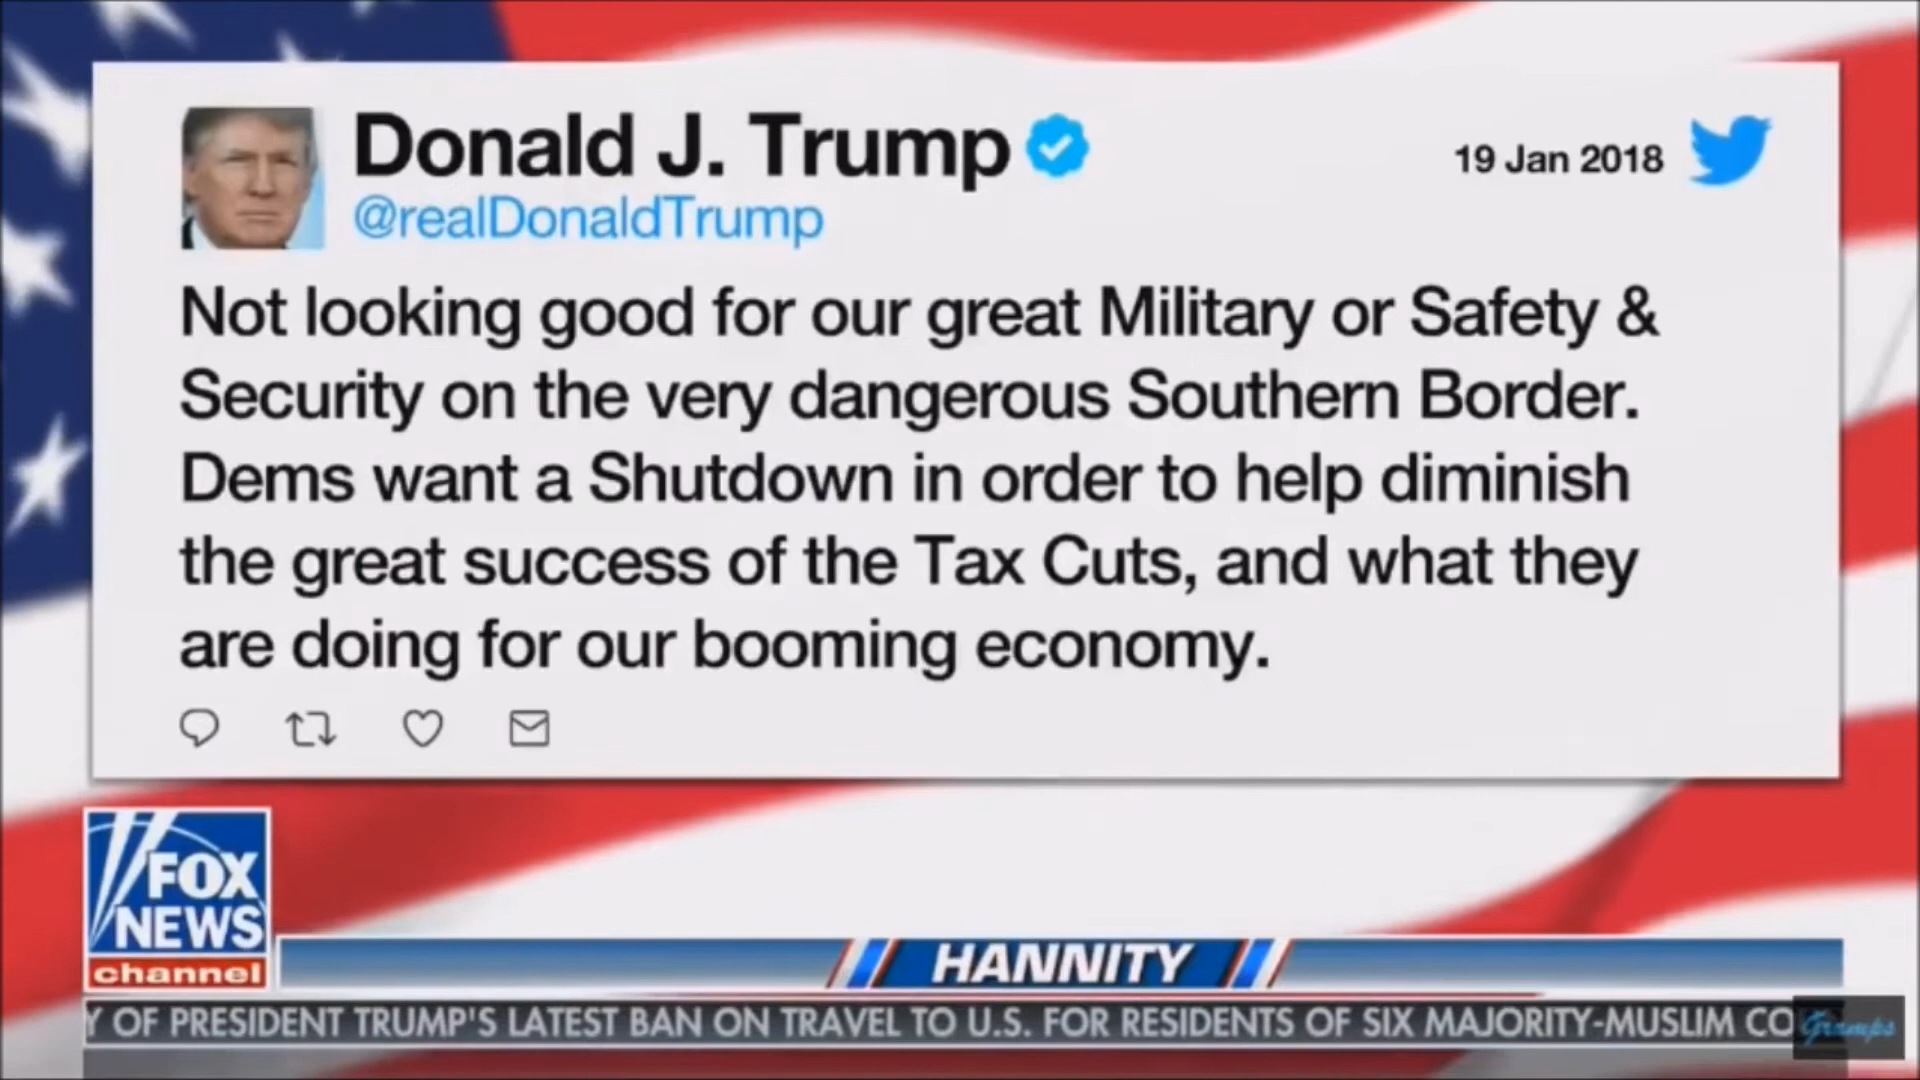 Donald J. Trump
19 Jan 2018
@realDonaldTrump
Not looking good for our great Military or Safety &
Security on the very dangerous Southern Border.
Dems want a Shutdown in order to help diminish
the great success of the Tax Cuts, and what they
are doing for our booming economy.
FOX
NEWS
channel
HANNITY
Y OF PRESIDENT TRUMP'S LATEST BAN ON TRAVEL TO U.S. FOR RESIDENTS OF SIX MAJORITY-MUSLIM CO
Gramps